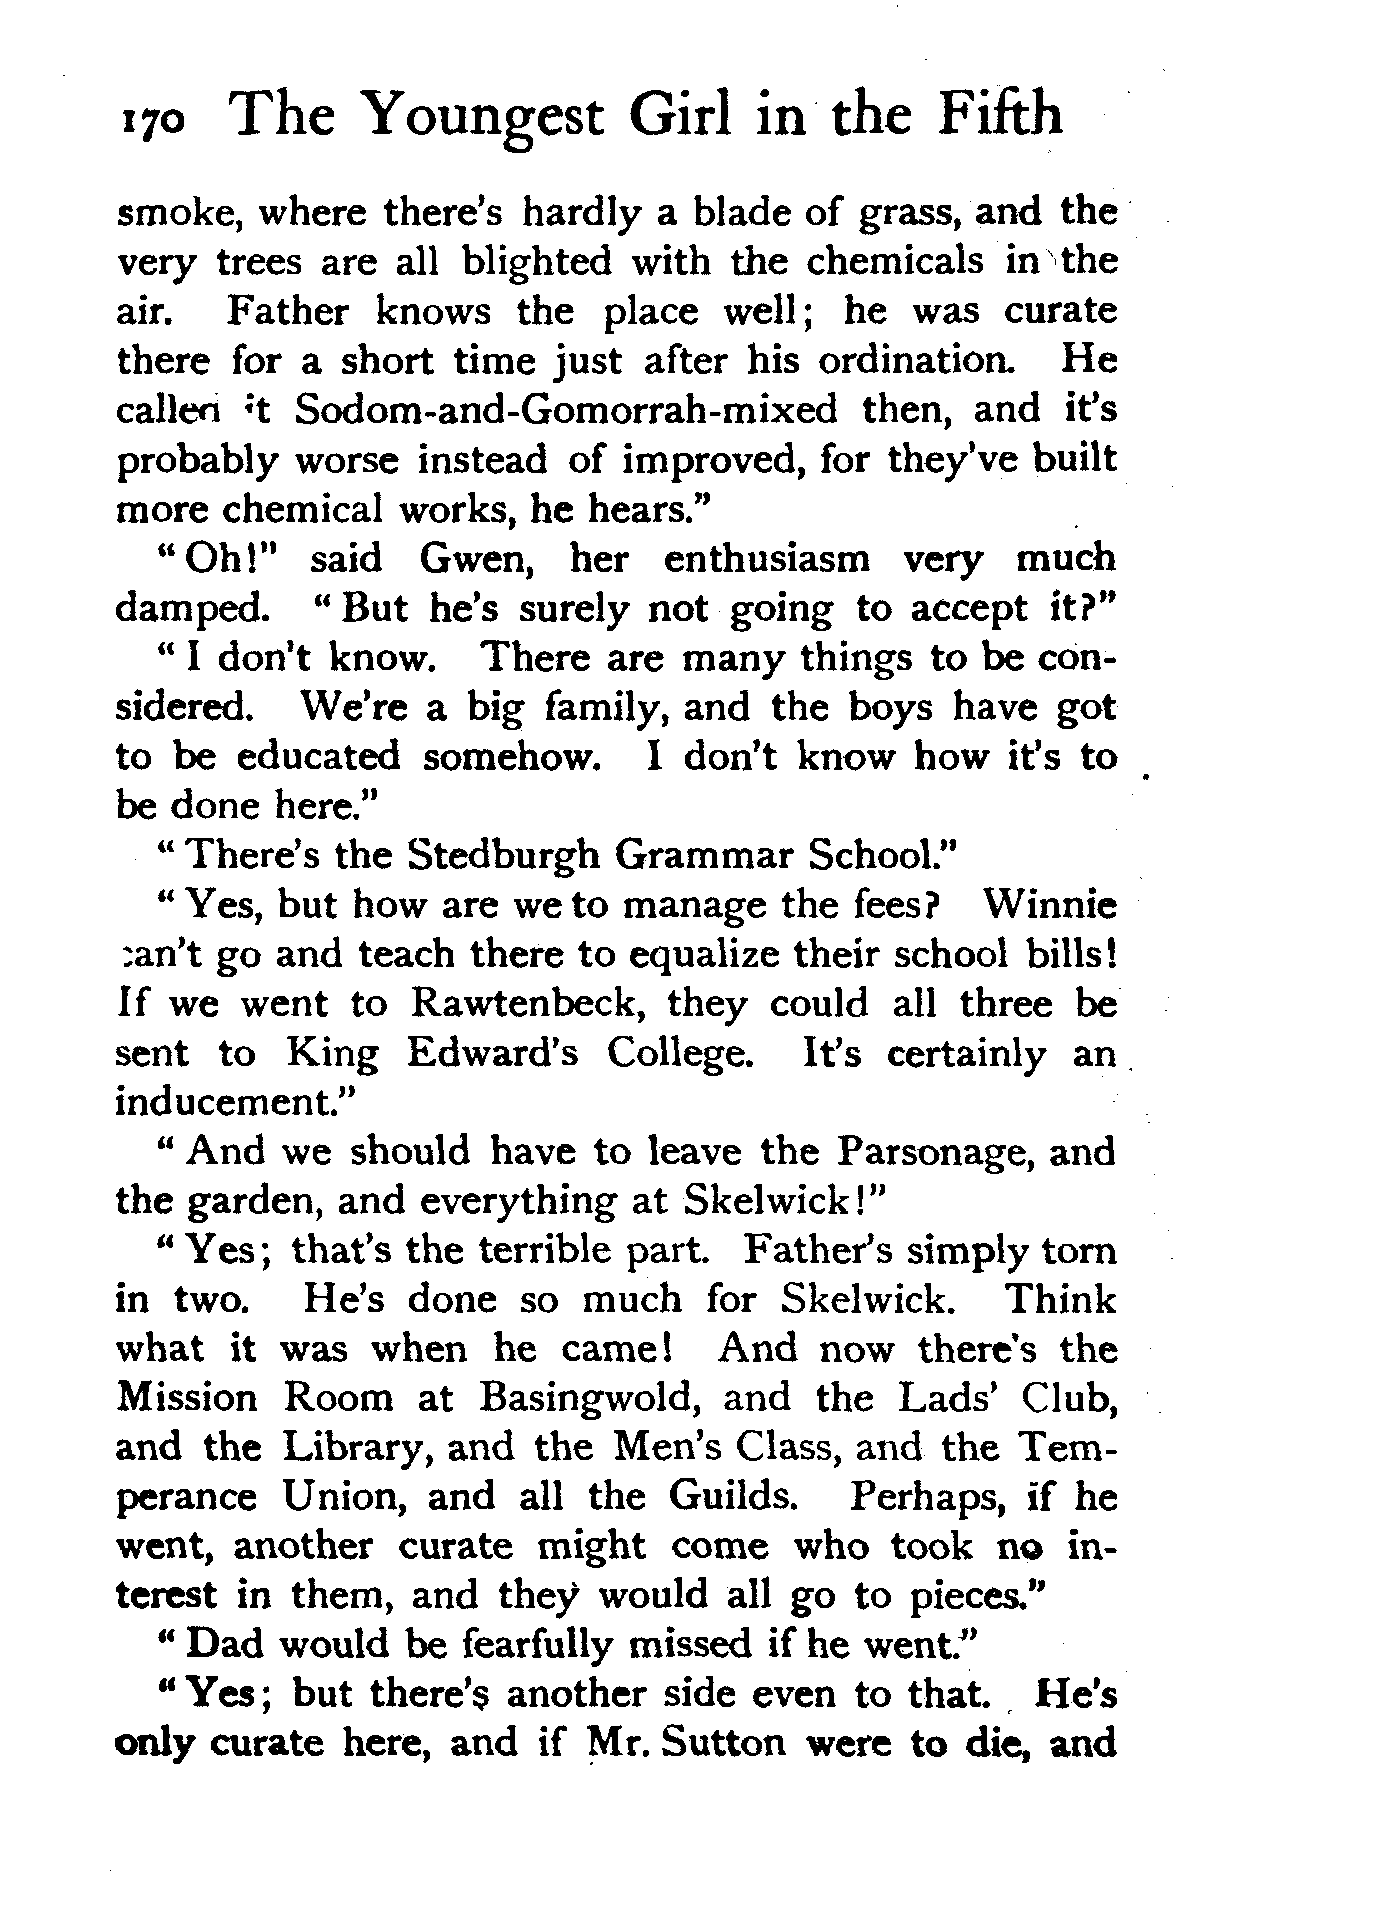 170 The Youngest Girl in the Fifth
smoke, where there's hardly a blade of grass, and the
very trees are all blighted with the chemicals in the
air. Father knows the place well; he was curate
there for a short time just after his ordination. He
called it Sodom-and-Gomorrah-mixed then, and it's
probably worse instead of improved, for they've built
more chemical works, he hears."
"Oh!" said Gwen, her enthusiasm very much
damped. "But he's surely not going to accept it?"
"I don't know. There are many things to be con-
sidered. We're a big family, and the boys have got
to be educated somehow. I don't know how it's to
be done here."
"There's the Stedburgh Grammar School."
"Yes, but how are we to manage the fees? Winnie
can't go and teach there to equalize their school bills!
If we went to Rawtenbeck, they could all three be
sent to King Edward's College. It's certainly an
inducement."
"And we should have to leave the Parsonage, and
the garden, and everything at Skelwick!"
"Yes; that's the terrible part. Father's simply torn
in two. He's done so much for Skelwick. Think
what it was when he came! And now there's the
Mission Room at Basingwold, and the Lads' Club,
and the Library, and the Men's Class, and the Tem-
perance Union, and all the Guilds. Perhaps, if he
went, another curate might come who took no in-
terest in them, and they would all go to pieces."
"Dad would be fearfully missed if he went."
"Yes; but there's another side even to that. He's
only curate here, and if Mr. Sutton were to die, and